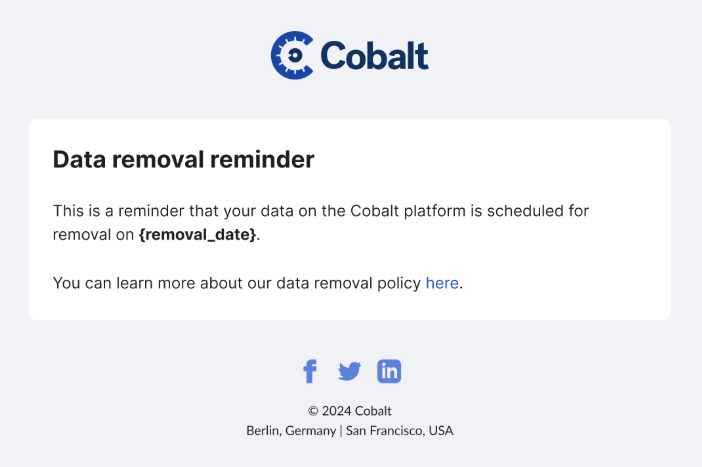 Cobalt
Data removal reminder
This is a reminder that your data on the Cobalt platform is scheduled for
removal on {removal_date}.
You can learn more about our data removal policy here.
© 2024 Cobalt
Berlin, Germany | San Francisco, USA